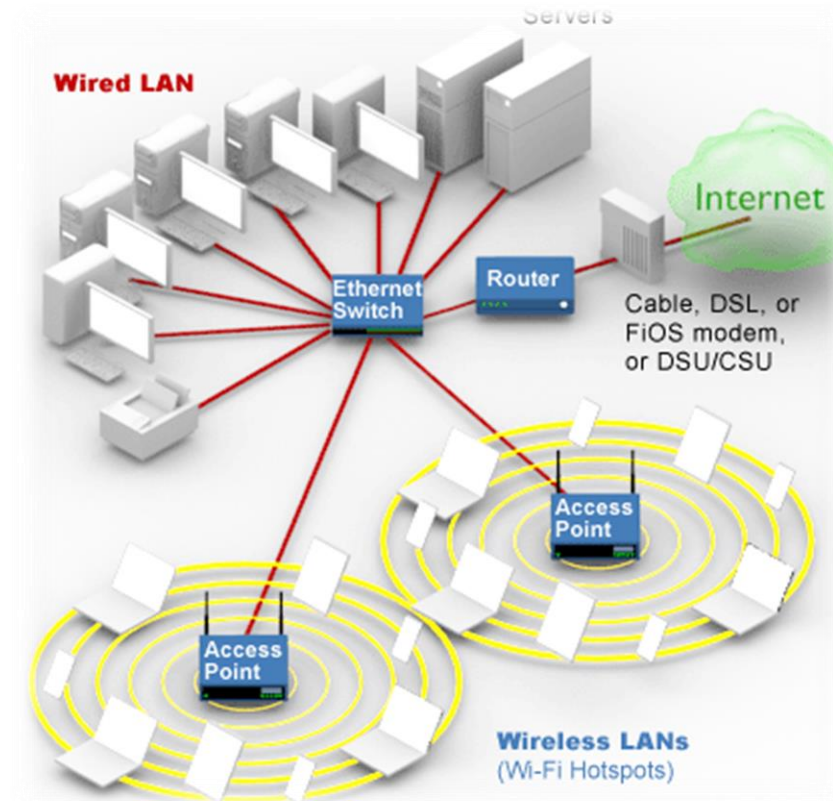 Servers
Wired LAN
Internet
Ethernet
Switch
Router
Cable, DSL, or
FiOS modem,
or DSU/CSU
Access
Point
Access
Point
Wireless LANs
(Wi-Fi Hotspots)